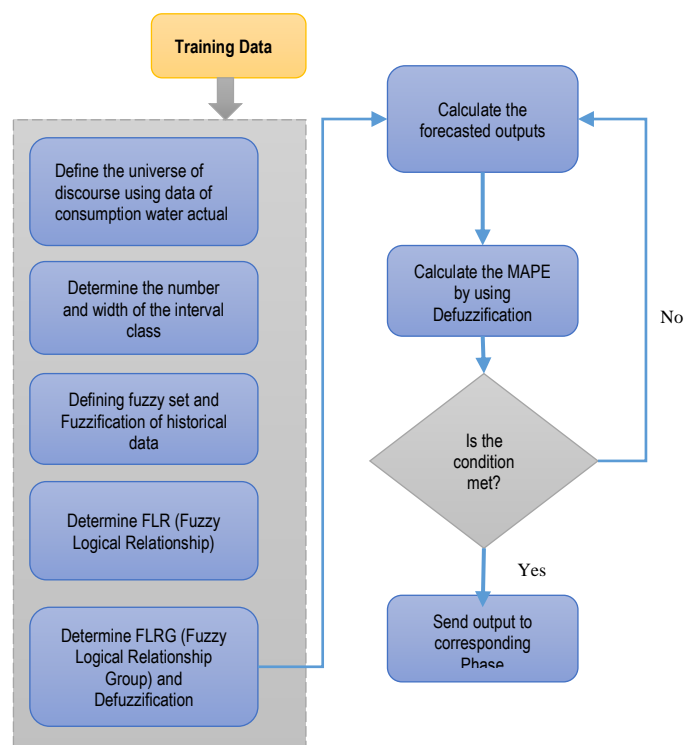 Training Data
Define the universe of
discourse using data of
consumption water actual
Determine the number
and width of the interval
class
Defining fuzzy set and
Fuzzification of historical
data
Determine FLR (Fuzzy
Logical Relationship)
Determine FLRG (Fuzzy
Logical Relationship
Group) and
Defuzzification
Calculate the
forecasted outputs
Calculate the MAPE
by using
Defuzzification
No
Is the
condition
met?
Yes
Send output to
corresponding
Phase